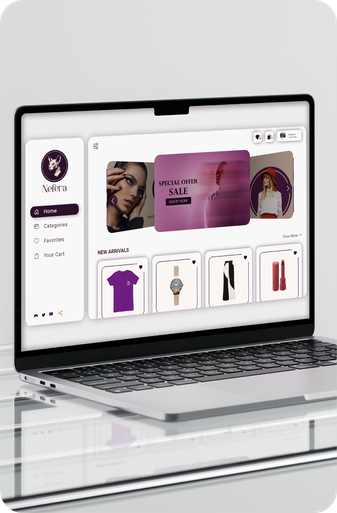 Nefera
Home
Categories
Favorites
Your Cart
SPECIAL OFFER
SALE
SHOP NOW
View More
NEW ARRIVALS